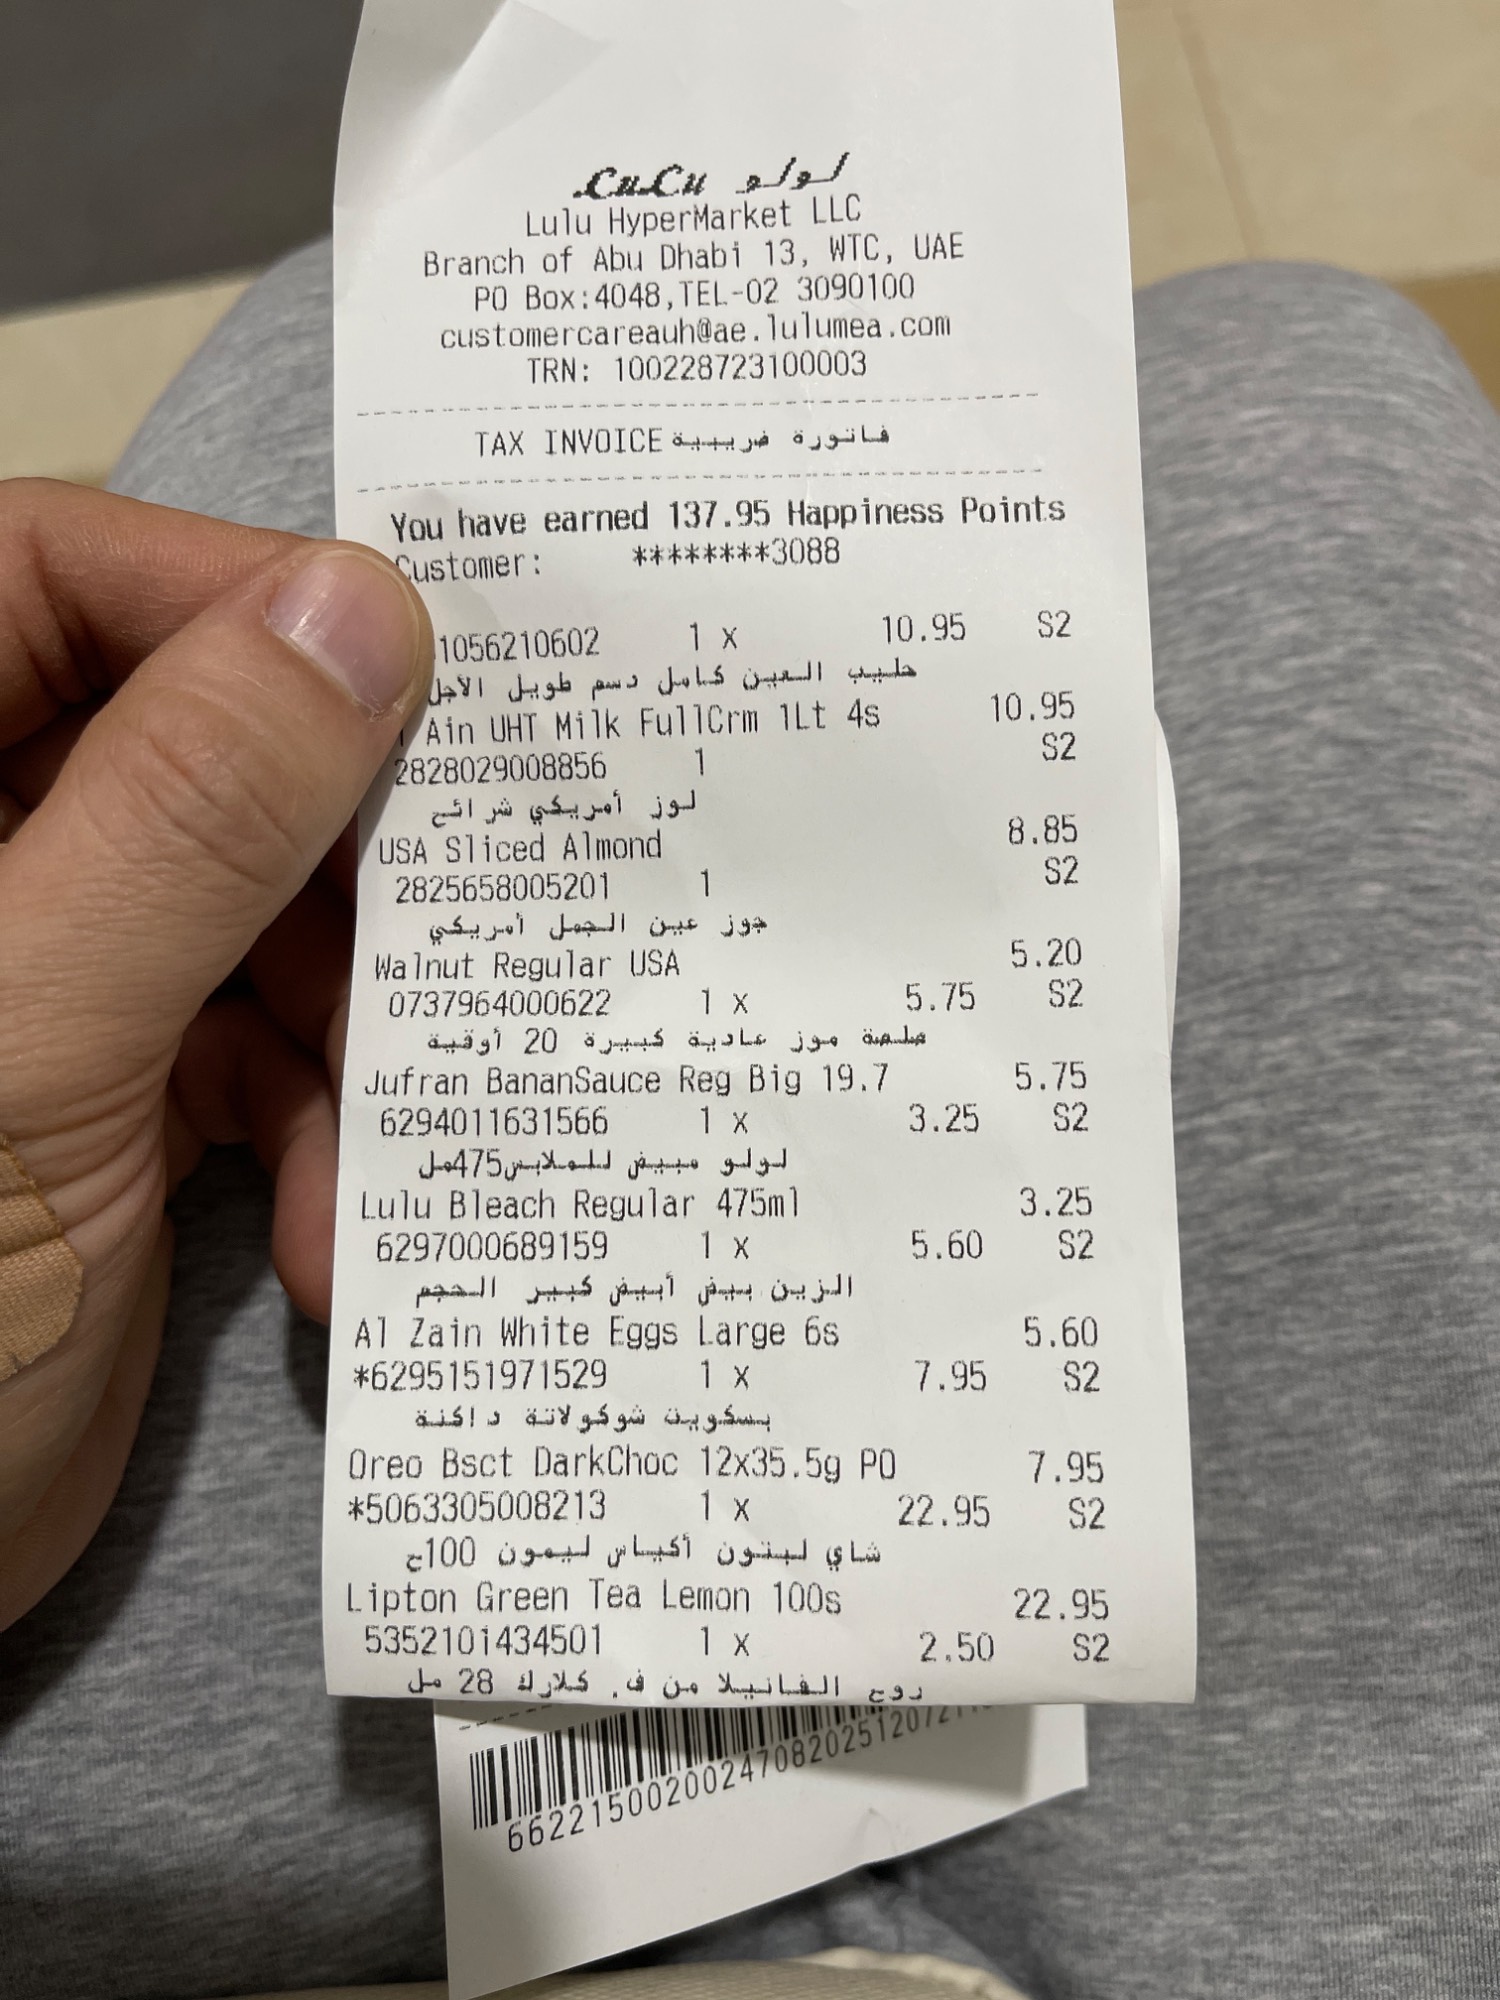 LuLu لولو
Lulu HyperMarket LLC
Branch of Abu Dhabi 13, WTC, UAE
PO Box:4048,TEL-02 3090100
customercareauh@ae.lulumea.com
TRN: 100228723100003
TAX INVOICE فاتورة ضريبية
You have earned 137.95 Happiness Points
Customer: ********3088
1056210602 1 x 10.95 S2
حليب العين كامل دسم طويل الأجل
Ain UHT Milk FullCrm 1Lt 4s 10.95
2828029008856 1 S2
لوز أمريكي شرائح
USA Sliced Almond 8.85
2825658005201 1 S2
جوز عين الجمل أمريكي
Walnut Regular USA 5.20
0737964000622 1 x 5.75 S2
صلصة موز عادية كبيرة 20 أوقية
Jufran BananSauce Reg Big 19.7 5.75
6294011631566 1 x 3.25 S2
لولو مبيض للملابس475مل
Lulu Bleach Regular 475ml 3.25
6297000689159 1 x 5.60 S2
الزين بيض أبيض كبير الحجم
Al Zain White Eggs Large 6s 5.60
*6295151971529 1 x 7.95 S2
بسكويت شوكولاتة داكنة
Oreo Bsct DarkChoc 12x35.5g PO 7.95
*5063305008213 1 x 22.95 S2
شاي لبتون أكياس ليمون 100ح
Lipton Green Tea Lemon 100s 22.95
5352101434501 1 x 2.50 S2
روح الفانيلا من ف. كلارك 28 مل